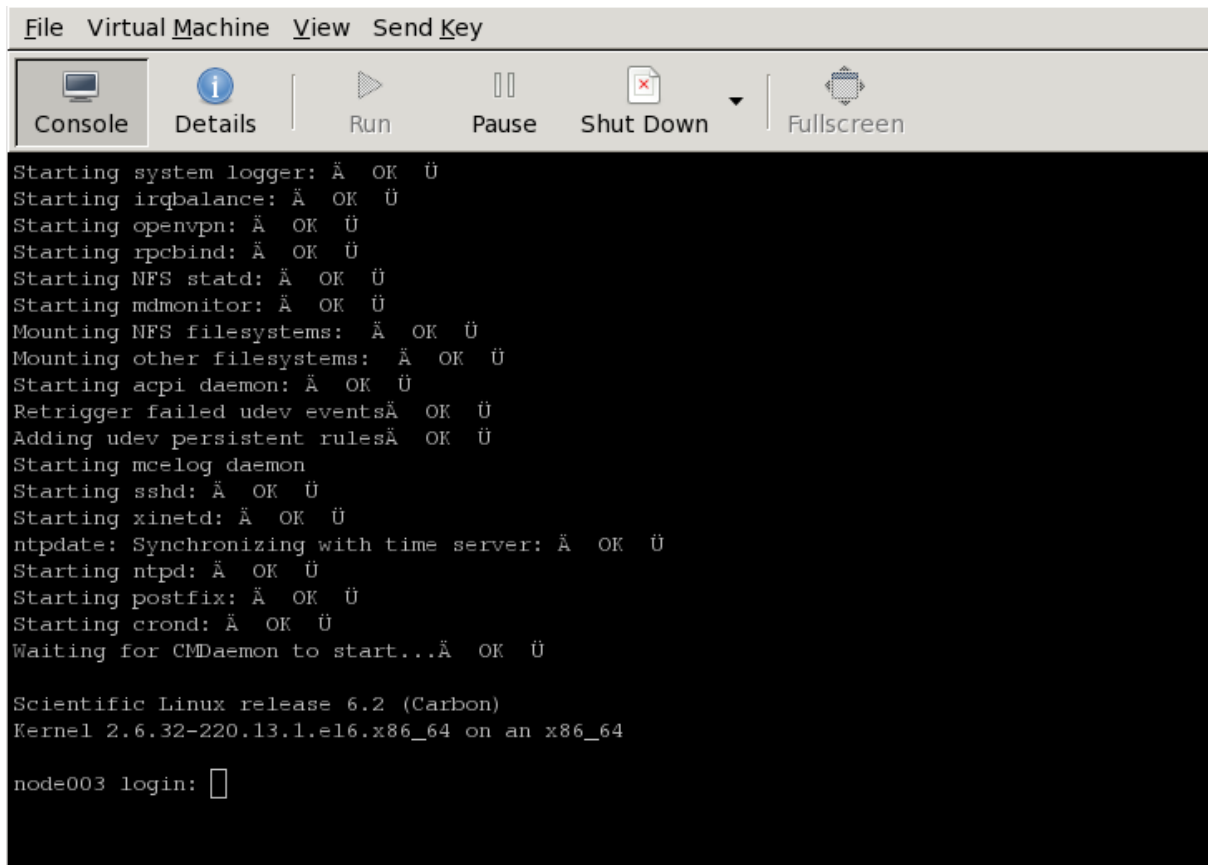 File Virtual Machine View Send Key
Console Details Run Pause Shut Down Fullscreen
Starting system logger: Ä  OK  Ü
Starting irqbalance: Ä  OK  Ü
Starting openvpn: Ä  OK  Ü
Starting rpcbind: Ä  OK  Ü
Starting NFS statd: Ä  OK  Ü
Starting mdmonitor: Ä  OK  Ü
Mounting NFS filesystems:  Ä  OK  Ü
Mounting other filesystems:  Ä  OK  Ü
Starting acpi daemon: Ä  OK  Ü
Retrigger failed udev eventsÄ  OK  Ü
Adding udev persistent rulesÄ  OK  Ü
Starting mcelog daemon
Starting sshd: Ä  OK  Ü
Starting xinetd: Ä  OK  Ü
ntpdate: Synchronizing with time server: Ä  OK  Ü
Starting ntpd: Ä  OK  Ü
Starting postfix: Ä  OK  Ü
Starting crond: Ä  OK  Ü
Waiting for CMDaemon to start...Ä  OK  Ü
Scientific Linux release 6.2 (Carbon)
Kernel 2.6.32-220.13.1.el6.x86_64 on an x86_64
node003 login: